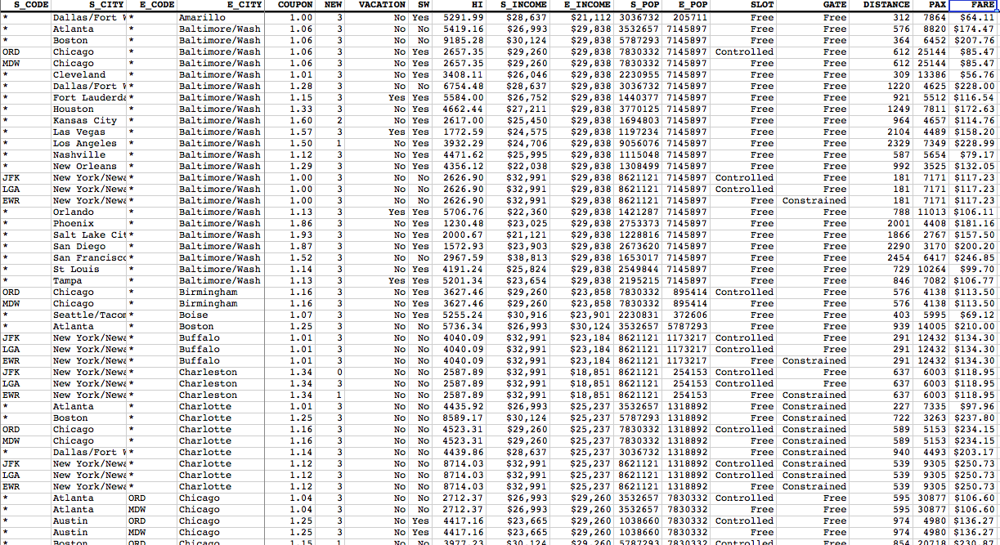 S_CODE S_CITY E_CODE E_CITY COUPON NEW VACATION SW HI S_INCOME E_INCOME S_POP E_POP SLOT GATE DISTANCE PAX FARE
* Dallas/Fort W * Amarillo 1.00 3 No Yes 5291.99 $28,637 $21,112 3036732 205711 Free Free 312 7864 $64.11
* Atlanta * Baltimore/Wash 1.06 3 No No 5419.16 $26,993 $29,838 3532657 7145897 Free Free 576 8820 $174.47
* Boston * Baltimore/Wash 1.06 3 No No 9185.28 $30,124 $29,838 5787293 7145897 Free Free 364 6452 $207.76
ORD Chicago * Baltimore/Wash 1.06 3 No Yes 2657.35 $29,260 $29,838 7830332 7145897 Controlled Free 612 25144 $85.47
MDW Chicago * Baltimore/Wash 1.06 3 No Yes 2657.35 $29,260 $29,838 7830332 7145897 Free Free 612 25144 $85.47
* Cleveland * Baltimore/Wash 1.01 3 No Yes 3408.11 $26,046 $29,838 2230955 7145897 Free Free 309 13386 $56.76
* Dallas/Fort W * Baltimore/Wash 1.28 3 No No 6754.48 $28,637 $29,838 3036732 7145897 Free Free 1220 4625 $228.00
* Fort Lauderda * Baltimore/Wash 1.15 3 Yes Yes 5584.00 $26,752 $29,838 1440377 7145897 Free Free 921 5512 $116.54
* Houston * Baltimore/Wash 1.33 3 No Yes 4662.44 $27,211 $29,838 3770125 7145897 Free Free 1249 7811 $172.63
* Kansas City * Baltimore/Wash 1.60 2 No Yes 2617.00 $25,450 $29,838 1694803 7145897 Free Free 964 4657 $114.76
* Las Vegas * Baltimore/Wash 1.57 3 Yes Yes 1772.59 $24,575 $29,838 1197234 7145897 Free Free 2104 4489 $158.20
* Los Angeles * Baltimore/Wash 1.50 1 No Yes 3932.29 $24,706 $29,838 9056076 7145897 Free Free 2329 7349 $228.99
* Nashville * Baltimore/Wash 1.12 3 No Yes 4471.62 $25,995 $29,838 1115048 7145897 Free Free 587 5654 $79.17
* New Orleans * Baltimore/Wash 1.29 3 No Yes 4356.12 $22,038 $29,838 1308499 7145897 Free Free 992 3525 $132.05
JFK New York/Newa * Baltimore/Wash 1.00 3 No No 2626.90 $32,991 $29,838 8621121 7145897 Controlled Free 181 7171 $117.23
LGA New York/Newa * Baltimore/Wash 1.00 3 No No 2626.90 $32,991 $29,838 8621121 7145897 Controlled Free 181 7171 $117.23
EWR New York/Newa * Baltimore/Wash 1.00 3 No No 2626.90 $32,991 $29,838 8621121 7145897 Free Constrained 181 7171 $117.23
* Orlando * Baltimore/Wash 1.13 3 Yes Yes 5706.76 $22,360 $29,838 1421287 7145897 Free Free 788 11013 $106.11
* Phoenix * Baltimore/Wash 1.86 3 No Yes 1230.48 $23,025 $29,838 2753373 7145897 Free Free 2001 4408 $181.16
* Salt Lake Cit * Baltimore/Wash 1.93 3 No Yes 2000.67 $21,121 $29,838 1228816 7145897 Free Free 1866 2767 $157.50
* San Diego * Baltimore/Wash 1.87 3 No Yes 1572.93 $23,903 $29,838 2673620 7145897 Free Free 2290 3170 $200.20
* San Francisco * Baltimore/Wash 1.52 3 No No 2967.59 $38,813 $29,838 1653017 7145897 Free Free 2454 6417 $246.85
* St Louis * Baltimore/Wash 1.14 3 No Yes 4191.24 $25,824 $29,838 2549844 7145897 Free Free 729 10264 $99.70
* Tampa * Baltimore/Wash 1.13 3 Yes Yes 5201.34 $23,654 $29,838 2195215 7145897 Free Free 846 7082 $106.77
ORD Chicago * Birmingham 1.16 3 No Yes 3627.46 $29,260 $23,858 7830332 895414 Controlled Free 576 4138 $113.50
MDW Chicago * Birmingham 1.16 3 No Yes 3627.46 $29,260 $23,858 7830332 895414 Free Free 576 4138 $113.50
* Seattle/Tacom * Boise 1.07 3 No Yes 5255.24 $30,916 $23,901 2230831 372606 Free Free 403 5995 $69.12
* Atlanta * Boston 1.25 3 No No 5736.34 $26,993 $30,124 3532657 5787293 Free Free 939 14005 $210.00
JFK New York/Newa * Buffalo 1.01 3 No No 4040.09 $32,991 $23,184 8621121 1173217 Controlled Free 291 12432 $134.30
LGA New York/Newa * Buffalo 1.01 3 No No 4040.09 $32,991 $23,184 8621121 1173217 Controlled Free 291 12432 $134.30
EWR New York/Newa * Buffalo 1.01 3 No No 4040.09 $32,991 $23,184 8621121 1173217 Free Constrained 291 12432 $134.30
JFK New York/Newa * Charleston 1.34 0 No No 2587.89 $32,991 $18,851 8621121 254153 Controlled Free 637 6003 $118.95
LGA New York/Newa * Charleston 1.34 3 No No 2587.89 $32,991 $18,851 8621121 254153 Controlled Free 637 6003 $118.95
EWR New York/Newa * Charleston 1.34 1 No No 2587.89 $32,991 $18,851 8621121 254153 Free Constrained 637 6003 $118.95
* Atlanta * Charlotte 1.01 3 No No 4435.92 $26,993 $25,237 3532657 1318892 Free Constrained 227 7335 $97.96
* Boston * Charlotte 1.25 3 No No 8589.17 $30,124 $25,237 5787293 1318892 Free Constrained 722 3263 $237.80
ORD Chicago * Charlotte 1.16 3 No No 4523.31 $29,260 $25,237 7830332 1318892 Controlled Constrained 589 5153 $234.15
MDW Chicago * Charlotte 1.16 3 No No 4523.31 $29,260 $25,237 7830332 1318892 Free Constrained 589 5153 $234.15
* Dallas/Fort W * Charlotte 1.14 3 No No 4439.86 $28,637 $25,237 3036732 1318892 Free Constrained 940 4493 $203.17
JFK New York/Newa * Charlotte 1.12 3 No No 8714.03 $32,991 $25,237 8621121 1318892 Controlled Constrained 539 9305 $250.73
LGA New York/Newa * Charlotte 1.12 3 No No 8714.03 $32,991 $25,237 8621121 1318892 Controlled Constrained 539 9305 $250.73
EWR New York/Newa * Charlotte 1.12 3 No No 8714.03 $32,991 $25,237 8621121 1318892 Free Constrained 539 9305 $250.73
* Atlanta ORD Chicago 1.04 3 No No 2712.37 $26,993 $29,260 3532657 7830332 Controlled Free 595 30877 $106.60
* Atlanta MDW Chicago 1.04 3 No No 2712.37 $26,993 $29,260 3532657 7830332 Free Free 595 30877 $106.60
* Austin ORD Chicago 1.25 3 No Yes 4417.16 $23,665 $29,260 1038660 7830332 Controlled Free 974 4980 $136.27
* Austin MDW Chicago 1.25 3 No Yes 4417.16 $23,665 $29,260 1038660 7830332 Free Free 974 4980 $136.27
* Boston ORD Chicago 1.15 1 No No 3977.23 $30,124 $29,260 5787293 7830332 Controlled Free 854 20718 $230.87